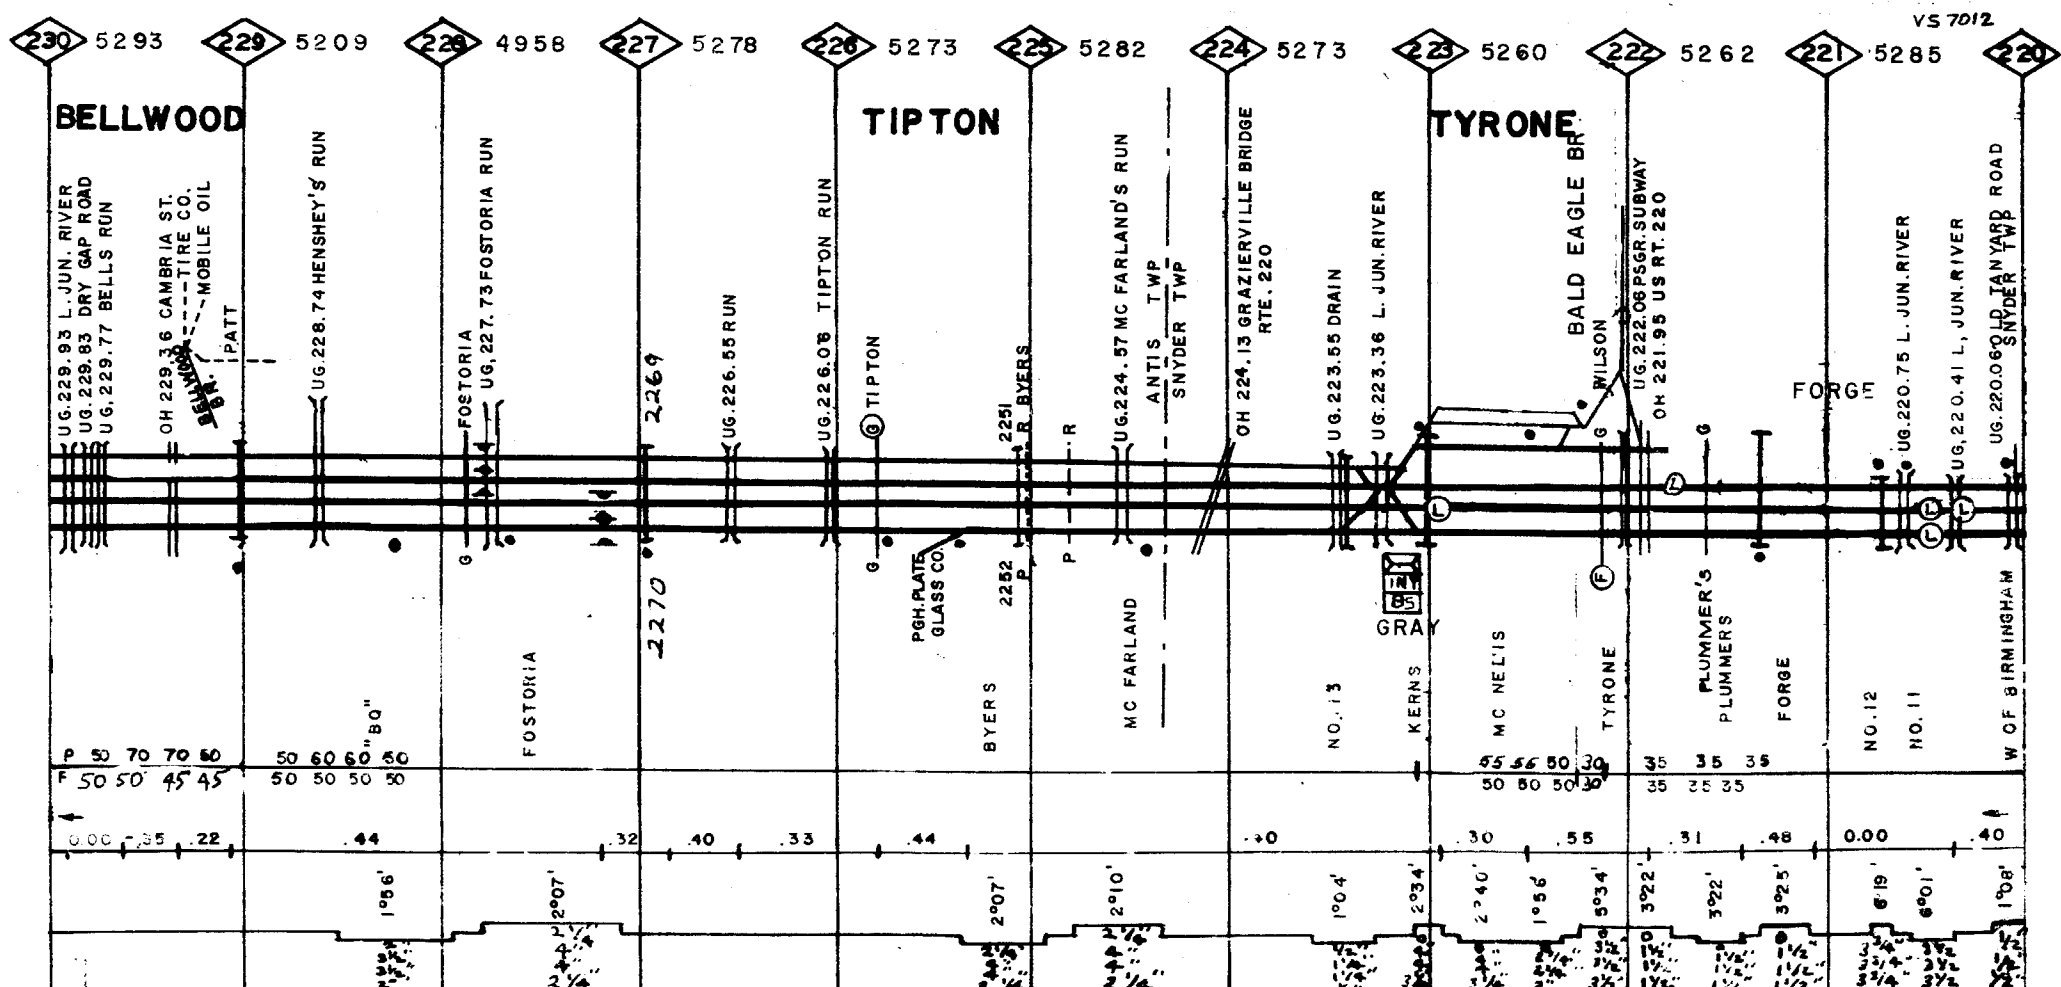 VS 7012
230 5293 229 5209 228 4958 227 5278 226 5273 225 5282 224 5273 223 5260 222 5262 221 5285 220
BELLWOOD TIPTON TYRONE
UG.229.93 L.JUN. RIVER
UG.229.83 DRY GAP ROAD
UG.229.77 BELLS RUN
OH 229.36 CAMBRIA ST.
TIRE CO.
MOBILE OIL
BELLWOOD
BR.
PATT
UG.228.74 HENSHEY'S RUN
FOSTORIA
UG.227.73 FOSTORIA RUN
2269
UG.226.55 RUN
UG.226.06 TIPTON RUN
G TIPTON
2251
R BYERS
R
UG.224.57 MC FARLAND'S RUN
ANTIS TWP
SNYDER TWP
OH 224.13 GRAZIERVILLE BRIDGE
RTE. 220
UG.223.55 DRAIN
UG.223.36 L. JUN.RIVER
BALD EAGLE BR
WILSON
G
UG.222.06 PSGR.SUBWAY
OH 221.95 US RT. 220
G
FORGE
UG.220.75 L.JUN.RIVER
UG.220.41 L. JUN.RIVER
UG.220.06 OLD TANYARD ROAD
SNYDER TWP
L
L
L
L
L
G
2270
G
PGH.PLATE
GLASS CO.
2252
P
P
INT
BS
GRAY
F
"BQ"
FOSTORIA
BYERS
MC FARLAND
NO.13
KERNS
MC NELIS
TYRONE
PLUMMER'S
PLUMMERS
FORGE
NO.12
NO.11
W OF BIRMINGHAM
P 50 70 70 50 50 60 60 50 55 55 50 30 35 35 35
F 50 50 45 45 50 50 50 50 50 50 50 30 35 35 35
0.00 .35 .22 .44 .32 .40 .33 .44 .30 .55 .31 .48 0.00 .40
1°56' 2°07' 2°07' 2°10' 1°04' 2°34' 2°40' 1°56' 5°34' 3°22' 3°22' 3°25' 6°19 6°01' 1°08'